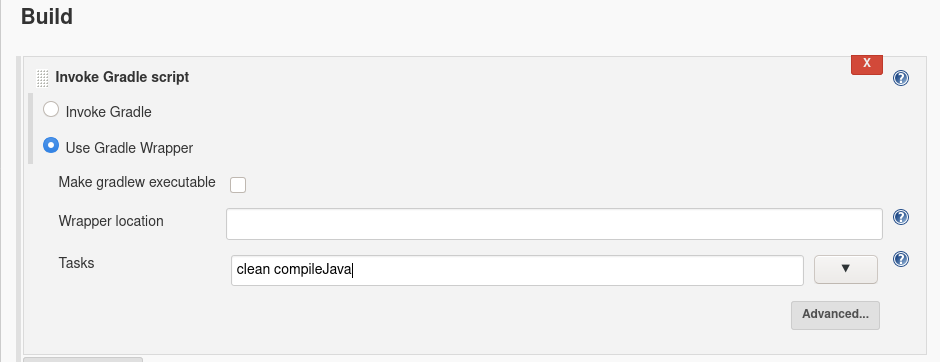 Build
Invoke Gradle script
X
?
Invoke Gradle
Use Gradle Wrapper
Make gradlew executable
Wrapper location
?
Tasks
clean compileJava
?
Advanced...